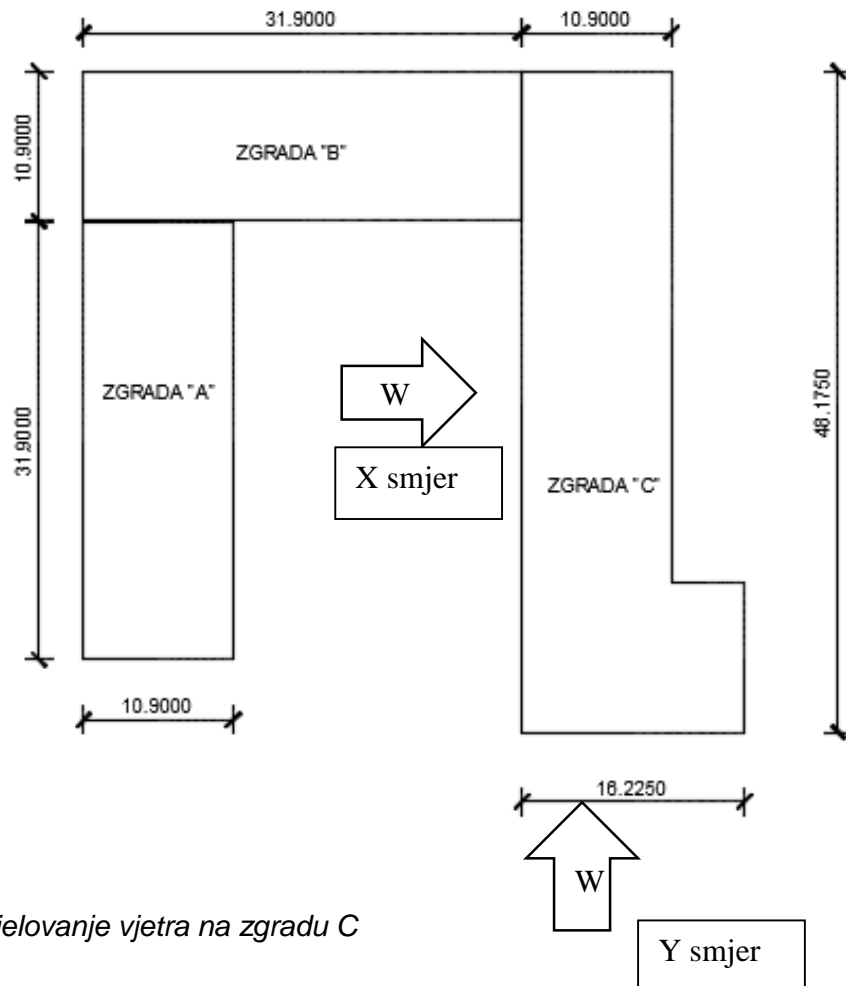 31.9000
10.9000
10.9000
ZGRADA "B"
31.9000
ZGRADA "A"
W
X smjer
ZGRADA "C"
48.1750
10.9000
16.2250
W
jelovanje vjetra na zgradu C
Y smjer